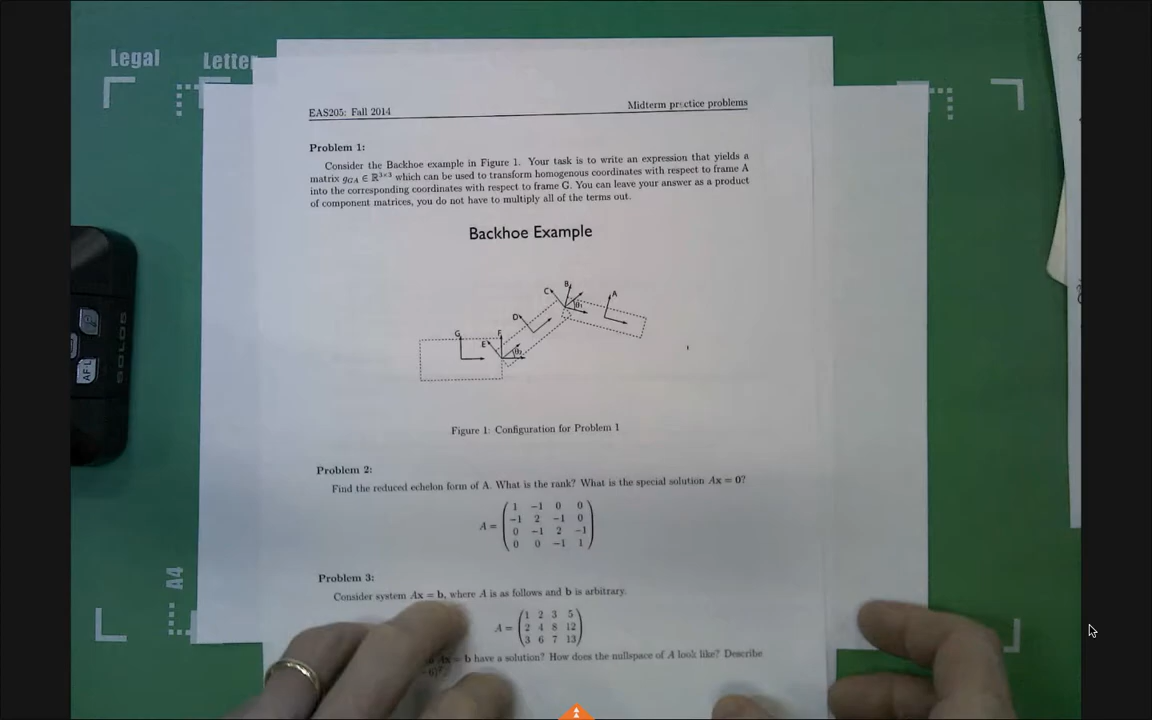 Legal
Letter
EAS205: Fall 2014
Midterm practice problems
Problem 1:
Consider the Backhoe example in Figure 1. Your task is to write an expression that yields a
matrix g_GA ∈ ℝ^3×3 which can be used to transform homogenous coordinates with respect to frame A
into the corresponding coordinates with respect to frame G. You can leave your answer as a product
of component matrices, you do not have to multiply all of the terms out.
Backhoe Example
C
B
θ₁
A
D
G
E
F
θ₂
Figure 1: Configuration for Problem 1
Problem 2:
Find the reduced echelon form of A. What is the rank? What is the special solution Ax = 0?
A =
1 -1 0 0
-1 2 -1 0
0 -1 2 -1
0 0 -1 1
Problem 3:
Consider system Ax = b, where A is as follows and b is arbitrary.
A =
1 2 3 5
2 4 8 12
3 6 7 13
= b have a solution? How does the nullspace of A look like? Describe
A4
AF-L
SOLOS